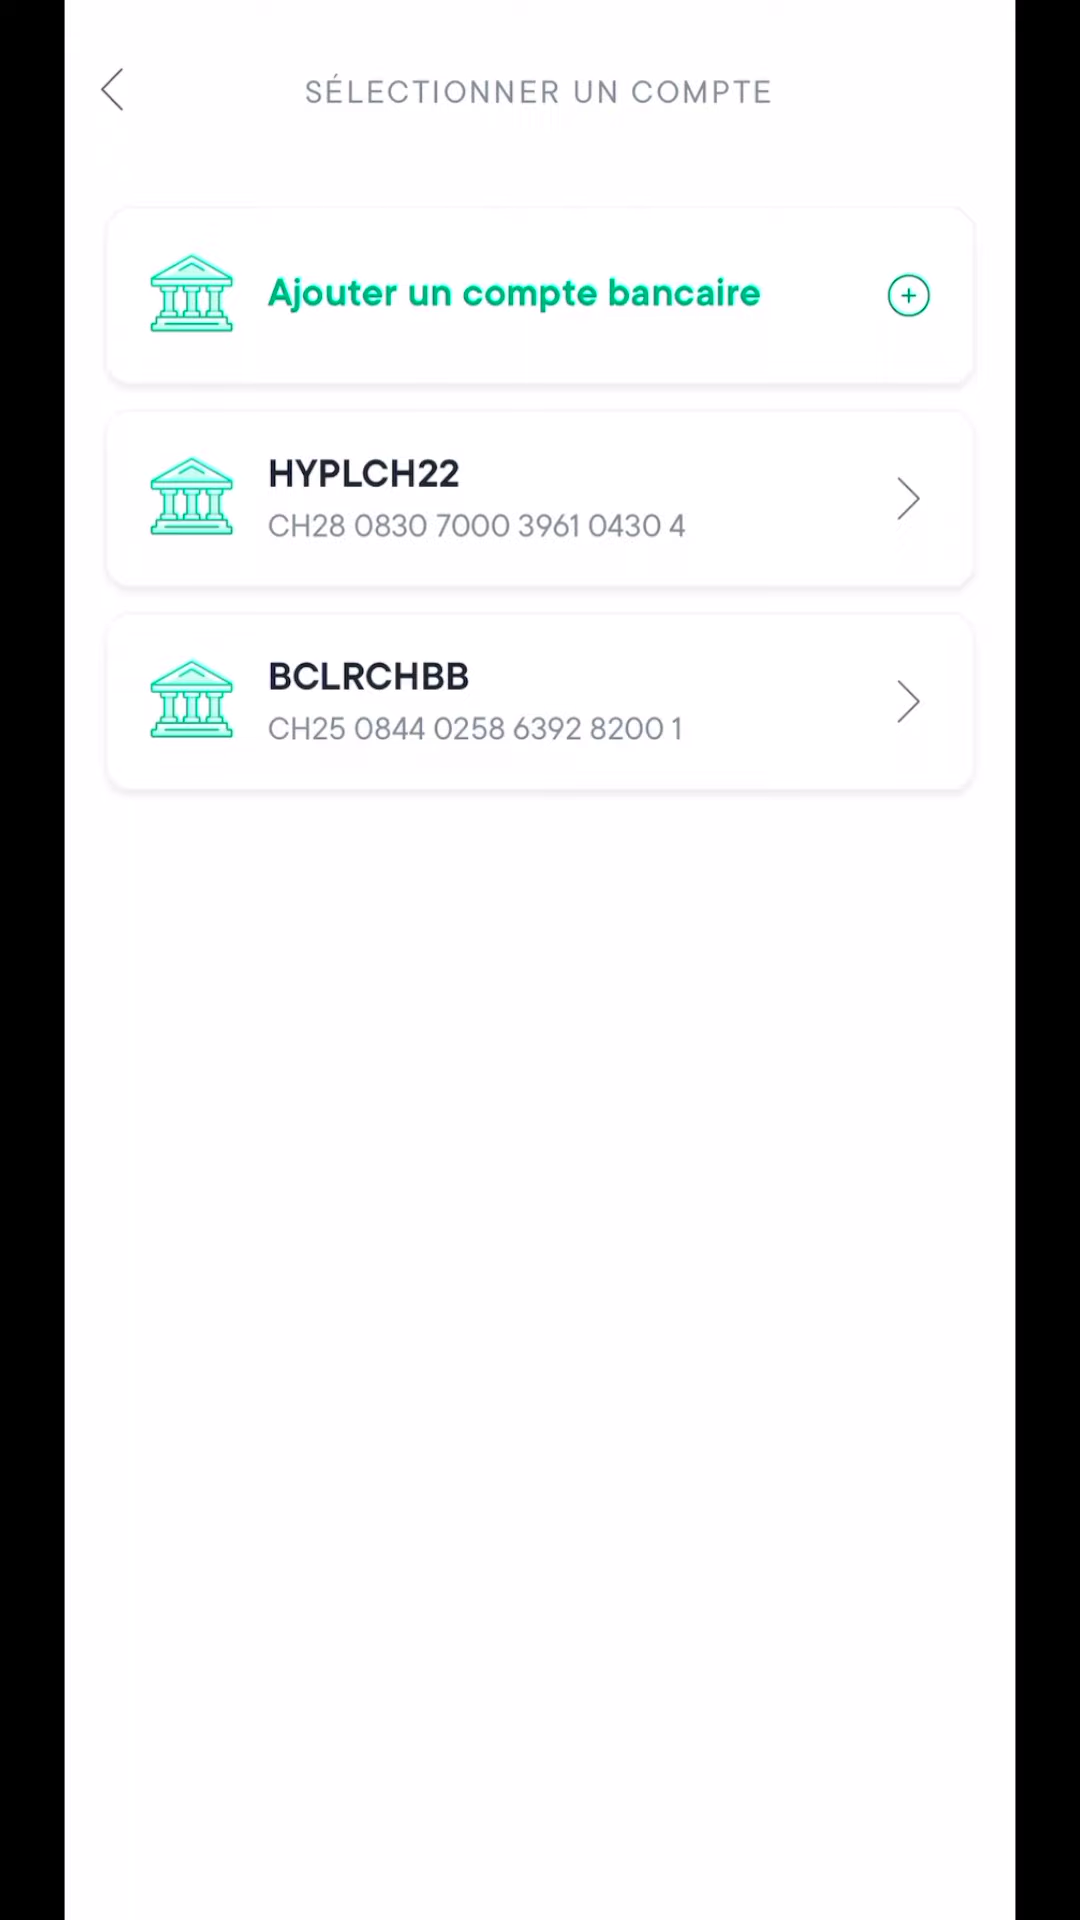 SÉLECTIONNER UN COMPTE
Ajouter un compte bancaire
HYPLCH22
CH28 0830 7000 3961 0430 4
BCLRCHBB
CH25 0844 0258 6392 8200 1